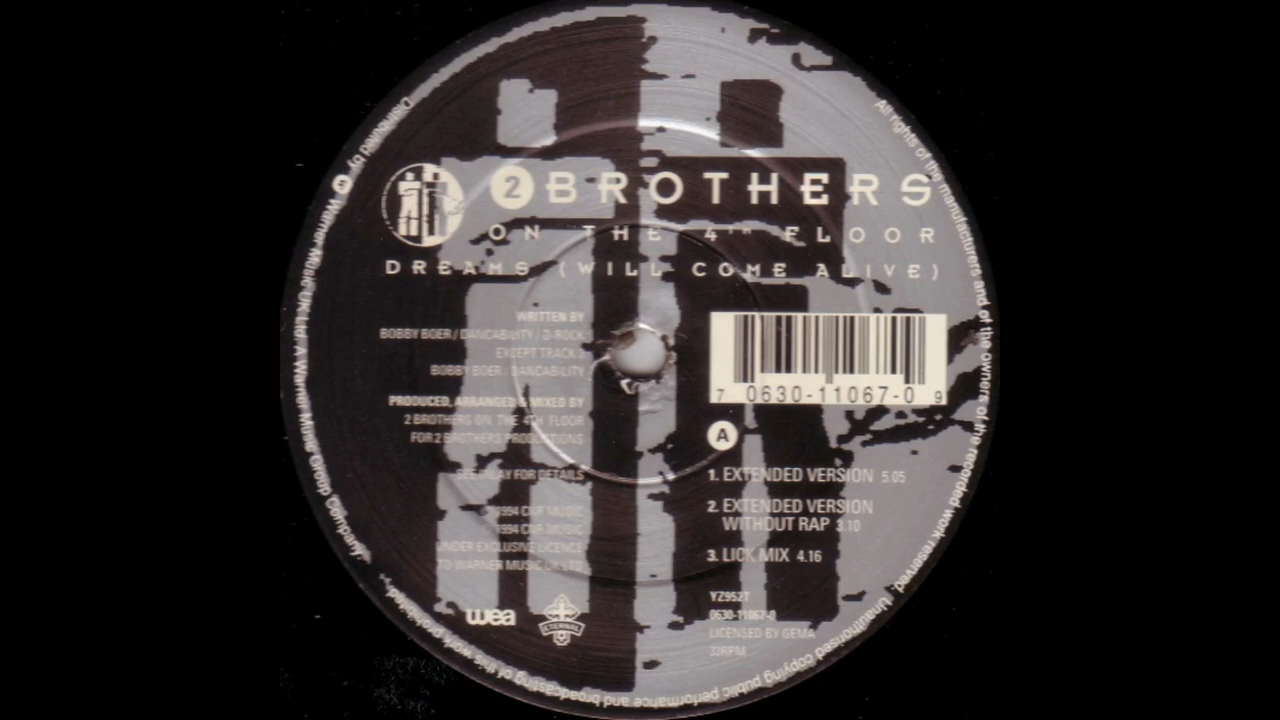 2 BROTHERS
ON THE 4TH FLOOR
DREAMS (WILL COME ALIVE)
WRITTEN BY
BOBBY BOER / DANCABILITY / D-ROCK
EXCEPT TRACK 3
BOBBY BOER / DANCABILITY
PRODUCED, ARRANGED & MIXED BY
2 BROTHERS ON THE 4TH FLOOR
FOR 2 BROTHERS PRODUCTIONS
SEE INLAY FOR DETAILS
1994 CNR MUSIC
1994 CNR MUSIC
UNDER EXCLUSIVE LICENCE
TO WARNER MUSIC UK LTD
wea
ETERNAL
7 0630-11067-0 9
A
1. EXTENDED VERSION 5.05
2. EXTENDED VERSION
WITHOUT RAP 3.10
3. LICK MIX 4.16
YZ952T
0630-11067-0
LICENSED BY GEMA
33RPM
Distributed by Warner Music UK Ltd. A Warner Music Group Company.
All rights of the manufacturers and of the owners of the recorded work reserved. Unauthorised copying public performance and broadcasting of this work prohibited.